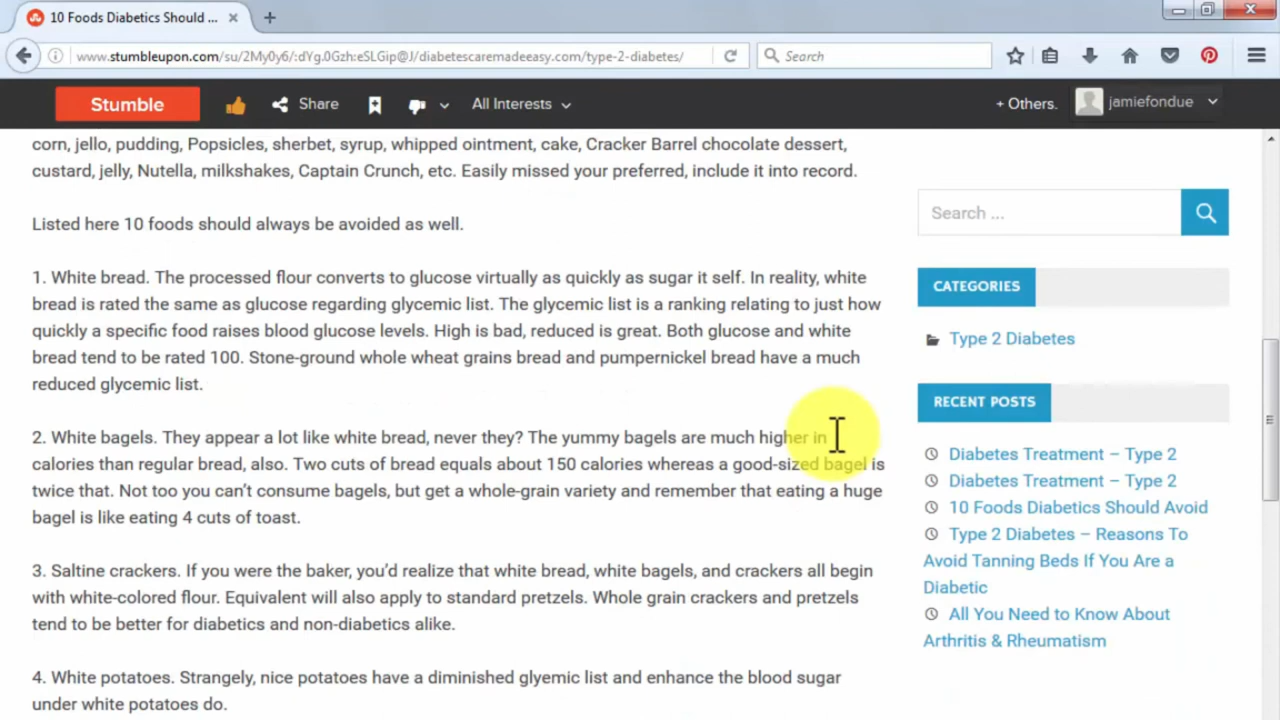 10 Foods Diabetics Should ...
www.stumbleupon.com/su/2My0y6/:dYg.0Gzh:eSLGip@J/diabetescaremadeeasy.com/type-2-diabetes/
Search
Stumble
Share
All Interests
+ Others.
jamiefondue
corn, jello, pudding, Popsicles, sherbet, syrup, whipped ointment, cake, Cracker Barrel chocolate dessert,
custard, jelly, Nutella, milkshakes, Captain Crunch, etc. Easily missed your preferred, include it into record.
Listed here 10 foods should always be avoided as well.
1. White bread. The processed flour converts to glucose virtually as quickly as sugar it self. In reality, white
bread is rated the same as glucose regarding glycemic list. The glycemic list is a ranking relating to just how
quickly a specific food raises blood glucose levels. High is bad, reduced is great. Both glucose and white
bread tend to be rated 100. Stone-ground whole wheat grains bread and pumpernickel bread have a much
reduced glycemic list.
2. White bagels. They appear a lot like white bread, never they? The yummy bagels are much higher in
calories than regular bread, also. Two cuts of bread equals about 150 calories whereas a good-sized bagel is
twice that. Not too you can't consume bagels, but get a whole-grain variety and remember that eating a huge
bagel is like eating 4 cuts of toast.
3. Saltine crackers. If you were the baker, you'd realize that white bread, white bagels, and crackers all begin
with white-colored flour. Equivalent will also apply to standard pretzels. Whole grain crackers and pretzels
tend to be better for diabetics and non-diabetics alike.
4. White potatoes. Strangely, nice potatoes have a diminished glyemic list and enhance the blood sugar
under white potatoes do.
Search ...
CATEGORIES
Type 2 Diabetes
RECENT POSTS
Diabetes Treatment – Type 2
Diabetes Treatment – Type 2
10 Foods Diabetics Should Avoid
Type 2 Diabetes – Reasons To
Avoid Tanning Beds If You Are a
Diabetic
All You Need to Know About
Arthritis & Rheumatism